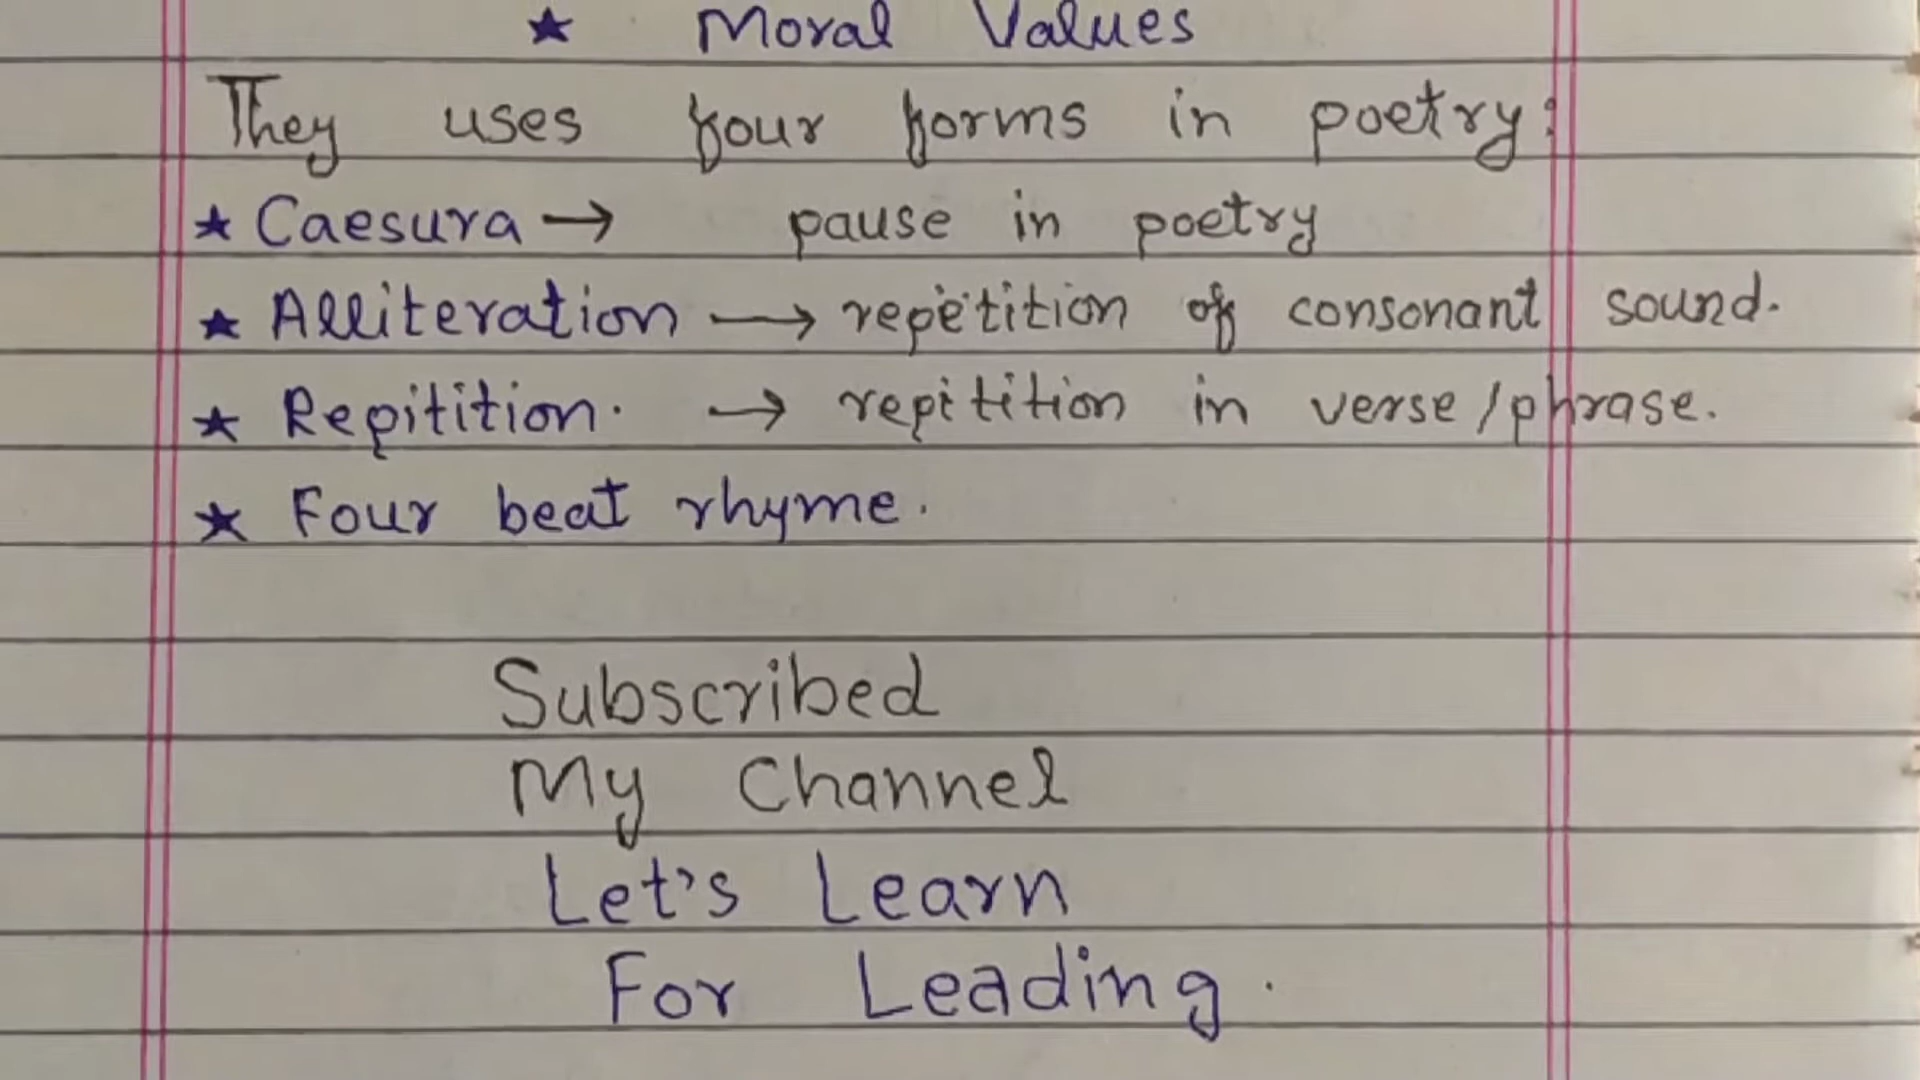 ★ Moral Values
They uses four forms in poetry:
★ Caesura → pause in poetry
★ Alliteration → repetition of consonant sound.
★ Repitition. → repitition in verse/phrase.
★ Four beat rhyme.
Subscribed
My Channel
Let's Learn
For Leading.